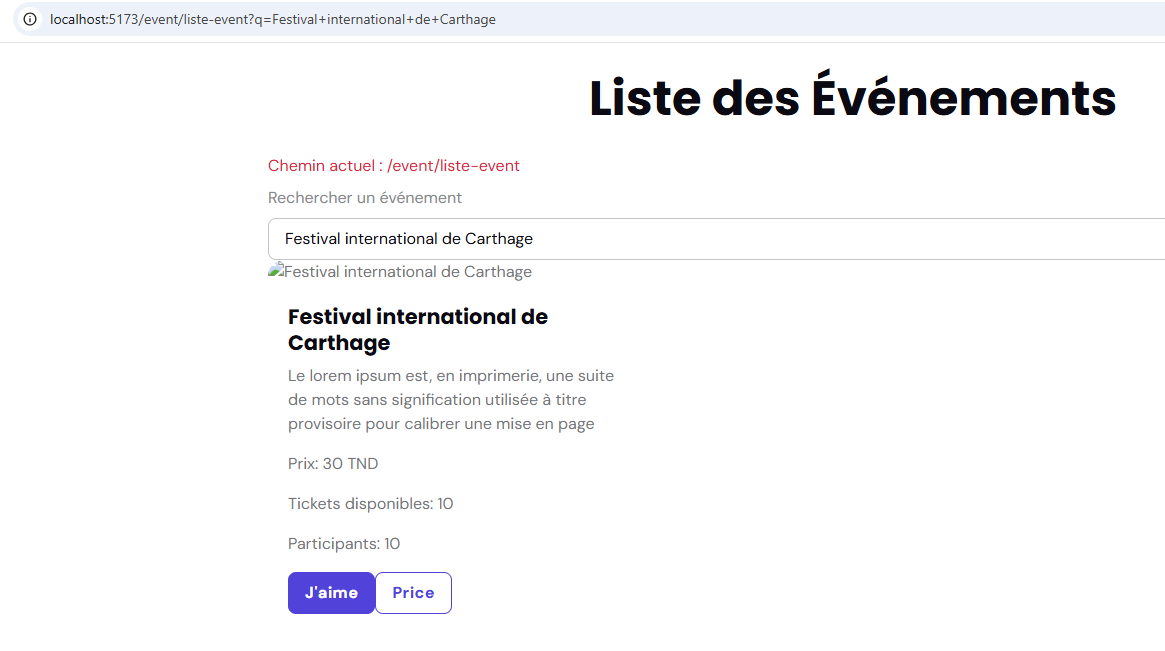 localhost:5173/event/liste-event?q=Festival+international+de+Carthage
Liste des Événements
Chemin actuel : /event/liste-event
Rechercher un événement
Festival international de Carthage
Festival international de Carthage
Festival international de
Carthage
Le lorem ipsum est, en imprimerie, une suite
de mots sans signification utilisée à titre
provisoire pour calibrer une mise en page
Prix: 30 TND
Tickets disponibles: 10
Participants: 10
J'aime Price